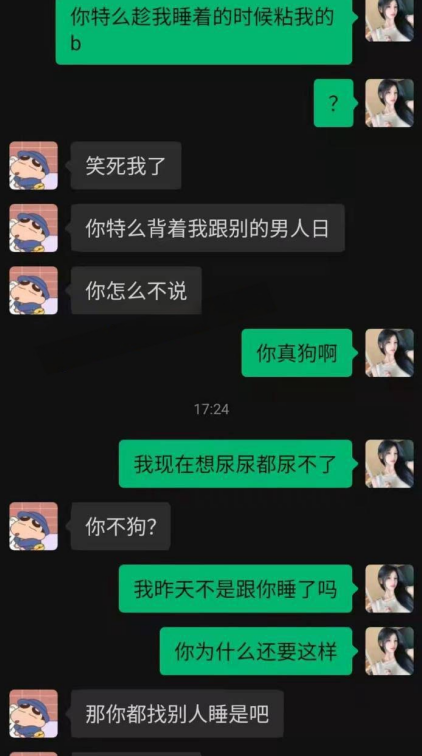 你特么趁我睡着的时候粘我的
b
?
笑死我了
你特么背着我跟别的男人日
你怎么不说
你真狗啊
17:24
我现在想尿尿都尿不了
你不狗?
我昨天不是跟你睡了吗
你为什么还要这样
那你都找别人睡是吧